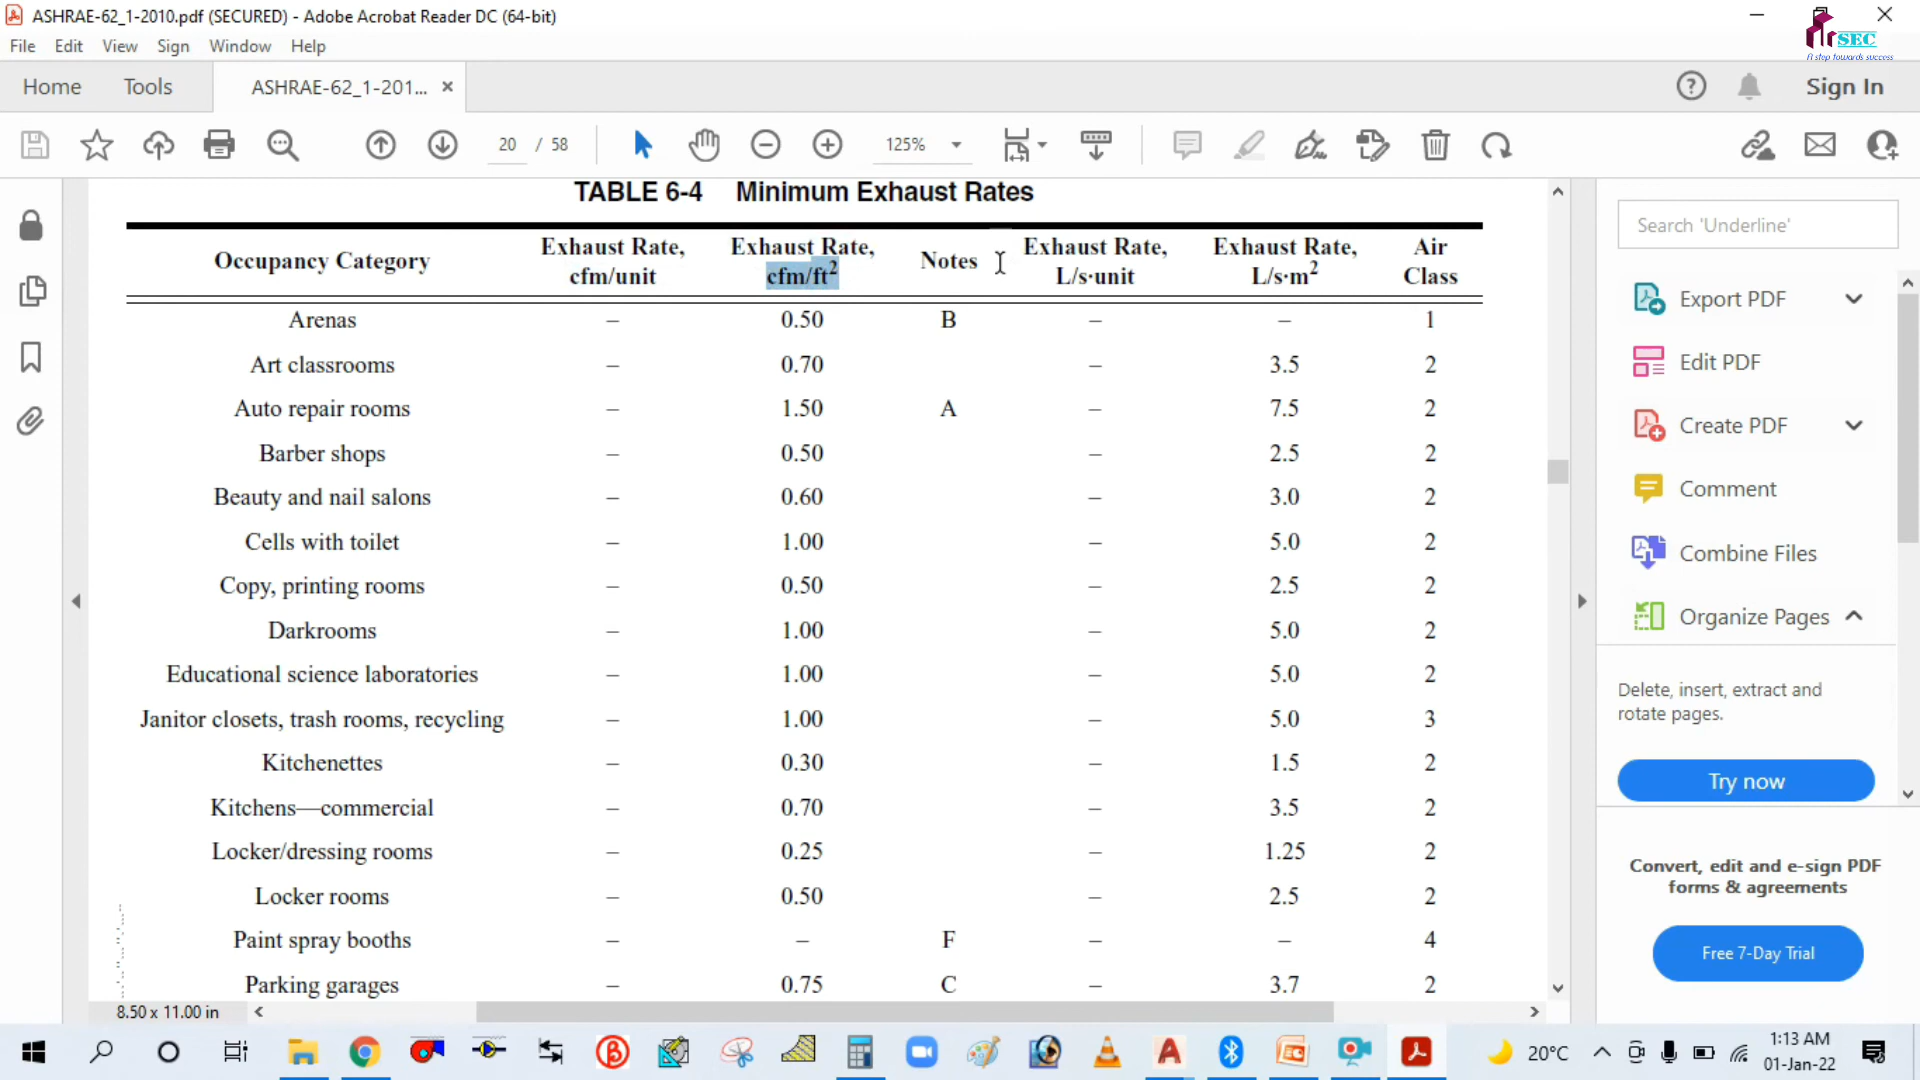 ASHRAE-62_1-2010.pdf (SECURED) - Adobe Acrobat Reader DC (64-bit)
File Edit View Sign Window Help
SEC
A step towards success
Home Tools ASHRAE-62_1-201... × Sign In
20 / 58 125%
TABLE 6-4 Minimum Exhaust Rates
Occupancy Category Exhaust Rate, cfm/unit Exhaust Rate, cfm/ft2 Notes Exhaust Rate, L/s·unit Exhaust Rate, L/s·m2 Air Class
Arenas – 0.50 B – – 1
Art classrooms – 0.70 – 3.5 2
Auto repair rooms – 1.50 A – 7.5 2
Barber shops – 0.50 – 2.5 2
Beauty and nail salons – 0.60 – 3.0 2
Cells with toilet – 1.00 – 5.0 2
Copy, printing rooms – 0.50 – 2.5 2
Darkrooms – 1.00 – 5.0 2
Educational science laboratories – 1.00 – 5.0 2
Janitor closets, trash rooms, recycling – 1.00 – 5.0 3
Kitchenettes – 0.30 – 1.5 2
Kitchens—commercial – 0.70 – 3.5 2
Locker/dressing rooms – 0.25 – 1.25 2
Locker rooms – 0.50 – 2.5 2
Paint spray booths – – F – – 4
Parking garages – 0.75 C – 3.7 2
8.50 x 11.00 in
Search 'Underline'
Export PDF
Edit PDF
Create PDF
Comment
Combine Files
Organize Pages
Delete, insert, extract and
rotate pages.
Try now
Convert, edit and e-sign PDF
forms & agreements
Free 7-Day Trial
20°C
1:13 AM
01-Jan-22